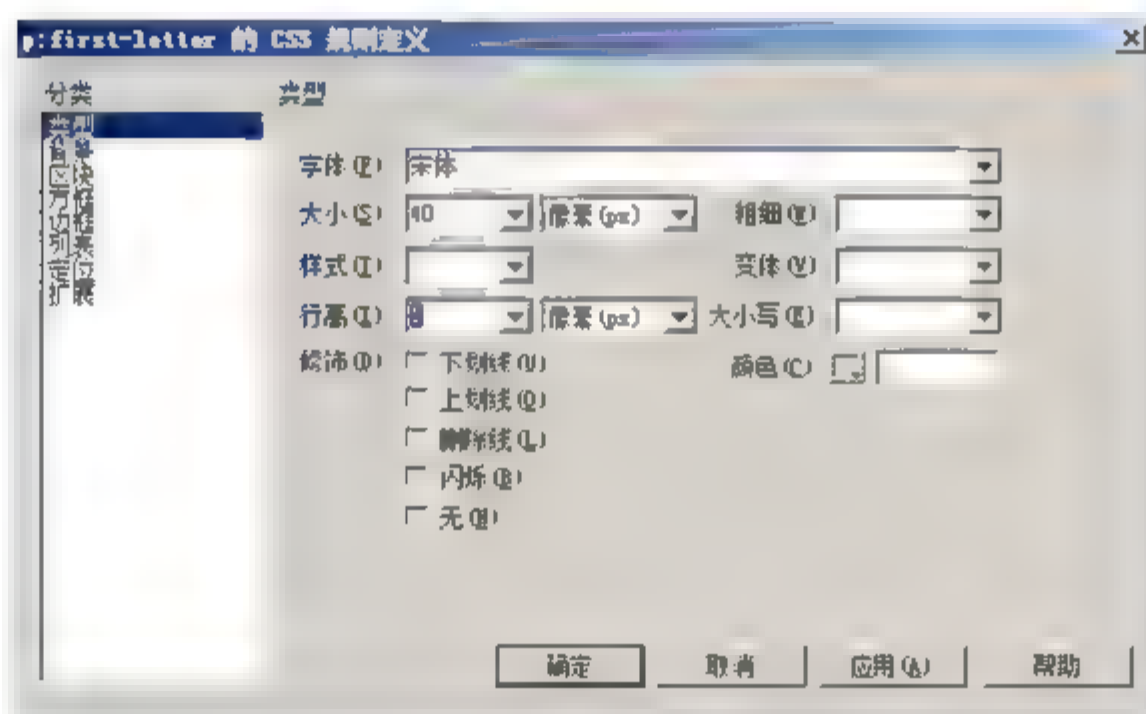 p:first-letter 的 CSS 规则定义
分类
类型
类型
背景
区块
方框
边框
列表
定位
扩展
字体(F)
宋体
大小(S)
40
像素(px)
粗细(W)
样式(T)
变体(V)
行高(I)
像素(px)
大小写(E)
修饰(D)
下划线(U)
颜色(C)
上划线(O)
删除线(L)
闪烁(B)
无(N)
确定
取消
应用(A)
帮助